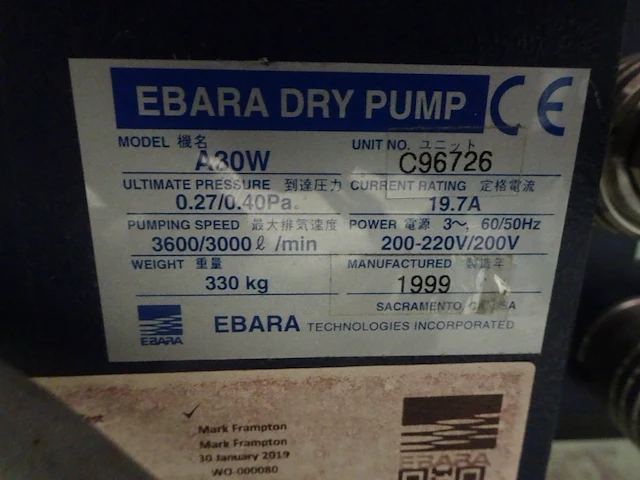 EBARA DRY PUMP CE
MODEL 機名 UNIT NO. ユニット
A30W C96726
ULTIMATE PRESSURE 到達圧力 CURRENT RATING 定格電流
0.27/0.40Pa 19.7A
PUMPING SPEED 最大排気速度 POWER 電源 3～, 60/50Hz
3600/3000ℓ/min 200-220V/200V
WEIGHT 重量 MANUFACTURED 製造年
330 kg 1999
SACRAMENTO,
EBARA EBARA TECHNOLOGIES INCORPORATED
✓ Mark Frampton
Mark Frampton
30 January 2019
WO-000080
EBARA